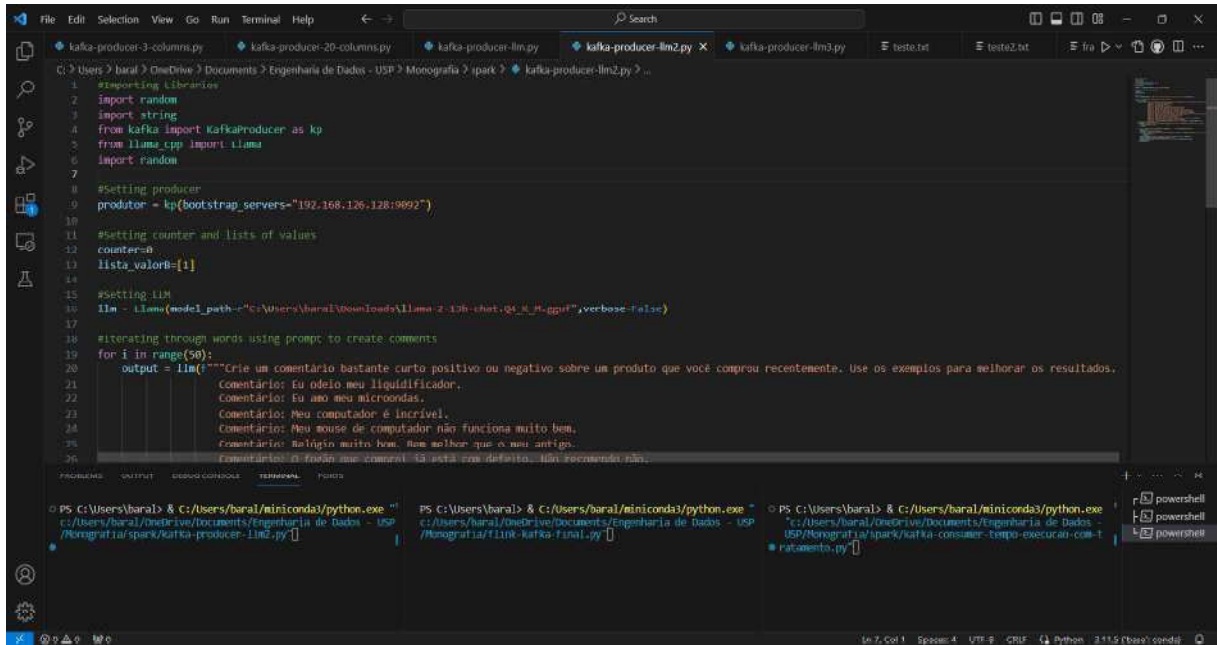 File Edit Selection View Go Run Terminal Help
Search
kafka-producer-3-columns.py
kafka-producer-20-columns.py
kafka-producer-llm.py
kafka-producer-llm2.py
kafka-producer-llm3.py
teste.txt
teste2.txt
fra
C: > Users > baral > OneDrive > Documents > Engenharia de Dados - USP > Monografia > spark > kafka-producer-llm2.py > ...
1 #Importing Libraries
2 import random
3 import string
4 from kafka import KafkaProducer as kp
5 from llama_cpp import Llama
6 import random
7
8 #Setting producer
9 produtor = kp(bootstrap_servers="192.168.126.128:9092")
10
11 #Setting counter and lists of values
12 counter=0
13 lista_valorB=[1]
14
15 #Setting LLM
16 llm = Llama(model_path=r"C:\Users\baral\Downloads\llama-2-13b-chat.Q4_K_M.gguf",verbose=False)
17
18 #iterating through words using prompt to create comments
19 for i in range(50):
20 output = llm(f"""Crie um comentário bastante curto positivo ou negativo sobre um produto que você comprou recentemente. Use os exemplos para melhorar os resultados.
21 Comentário: Eu odeio meu liquidificador.
22 Comentário: Eu amo meu microondas.
23 Comentário: Meu computador é incrível.
24 Comentário: Meu mouse de computador não funciona muito bem.
25 Comentário: Relógio muito bom. Bem melhor que o meu antigo.
26 Comentário: O fogão que comprei já está com defeito. Não recomendo não.
PROBLEMS OUTPUT DEBUG CONSOLE TERMINAL PORTS
PS C:\Users\baral> & C:/Users/baral/miniconda3/python.exe "
c:/Users/baral/OneDrive/Documents/Engenharia de Dados - USP
/Monografia/spark/kafka-producer-llm2.py"
PS C:\Users\baral> & C:/Users/baral/miniconda3/python.exe "
c:/Users/baral/OneDrive/Documents/Engenharia de Dados - USP
/Monografia/flink-kafka-final.py"
PS C:\Users\baral> & C:/Users/baral/miniconda3/python.exe
"c:/Users/baral/OneDrive/Documents/Engenharia de Dados -
USP/Monografia/spark/kafka-consumer-tempo-execucao-com-t
ratamento.py"
powershell
powershell
powershell
0 0 0
Ln 7, Col 1 Spaces: 4 UTF-8 CRLF Python 3.11.5 ('base': conda)